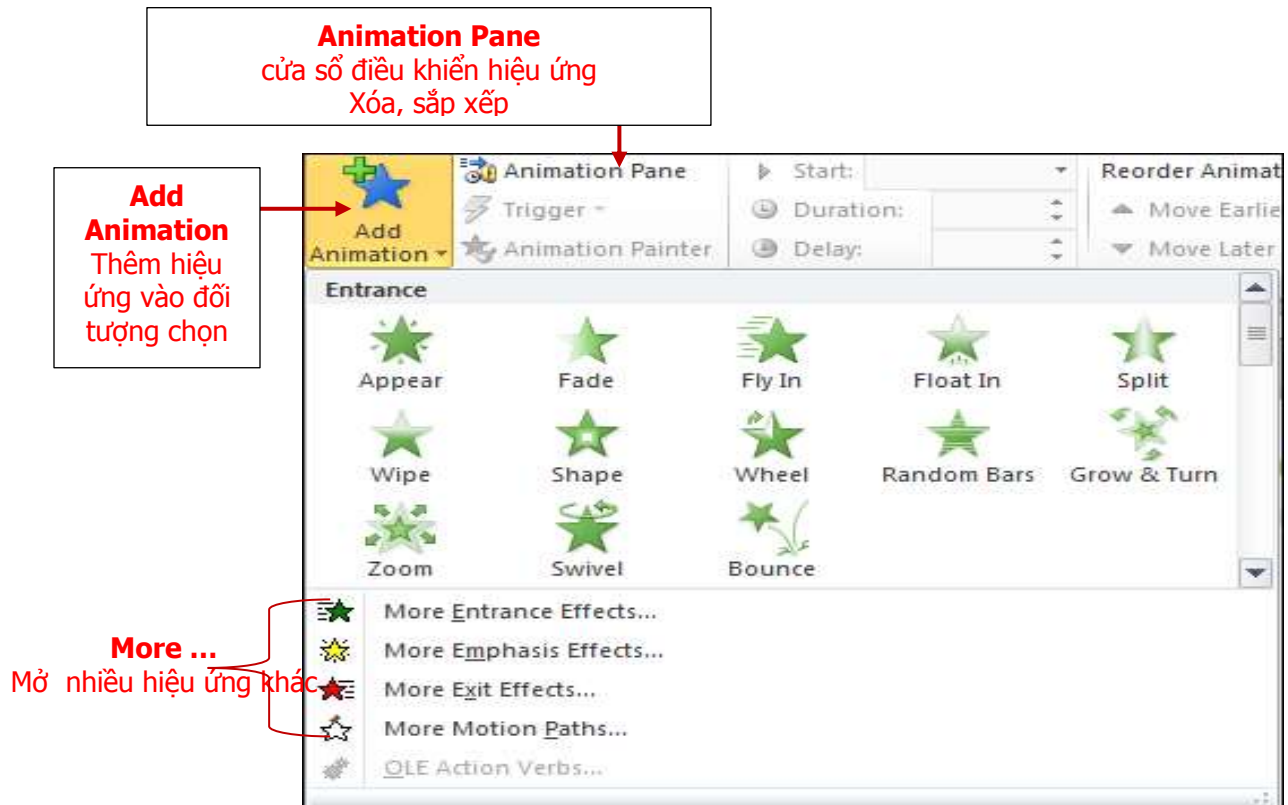 Animation Pane
cửa sổ điều khiển hiệu ứng
Xóa, sắp xếp
Add
Animation
Thêm hiệu
ứng vào đối
tượng chọn
Add
Animation
Animation Pane
Trigger
Animation Painter
Start:
Duration:
Delay:
Reorder Animat
Move Earlie
Move Later
Entrance
Appear
Fade
Fly In
Float In
Split
Wipe
Shape
Wheel
Random Bars
Grow & Turn
Zoom
Swivel
Bounce
More ...
Mở nhiều hiệu ứng khác
More Entrance Effects...
More Emphasis Effects...
More Exit Effects...
More Motion Paths...
OLE Action Verbs...